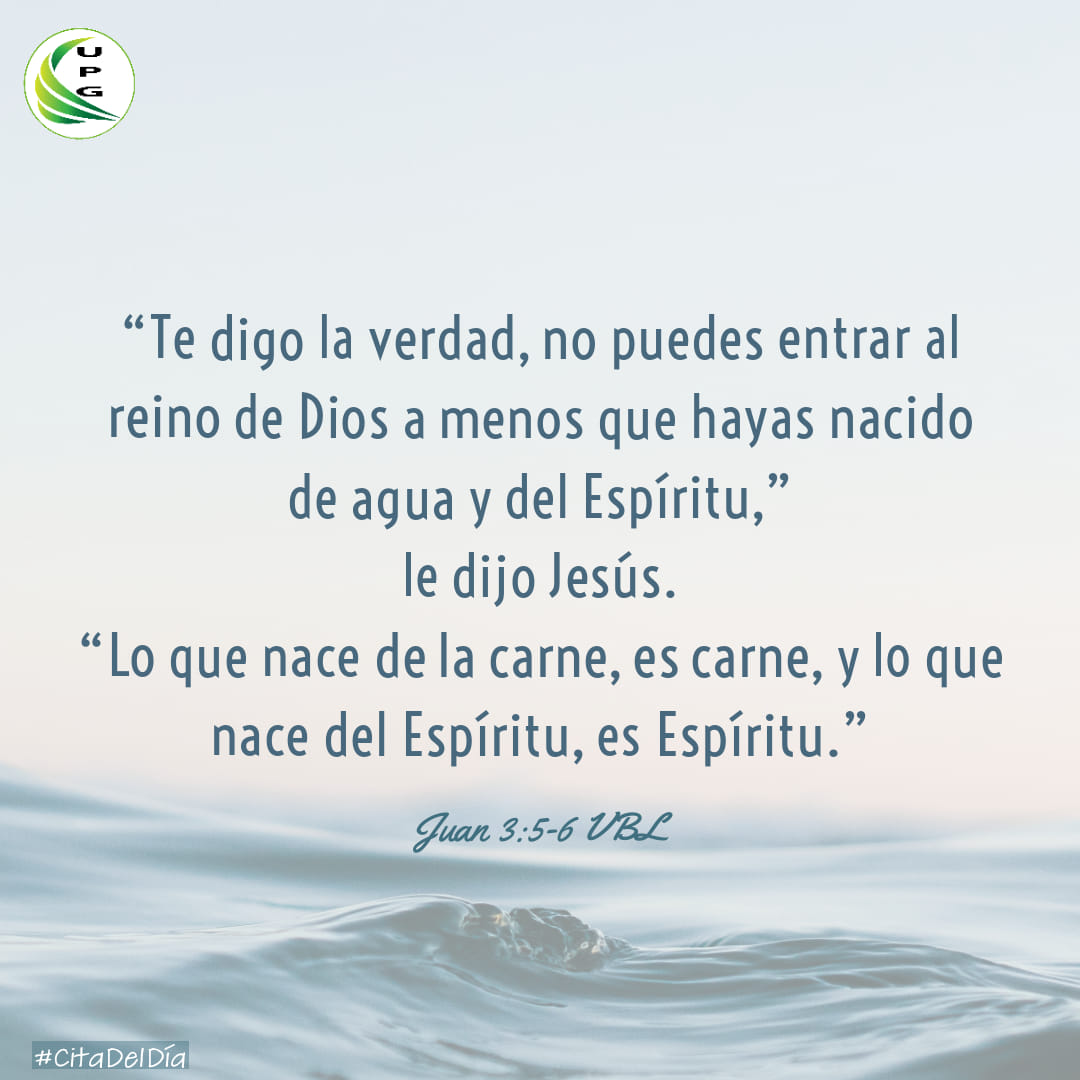 U
P
G
“Te digo la verdad, no puedes entrar al
reino de Dios a menos que hayas nacido
de agua y del Espíritu,”
le dijo Jesús.
“Lo que nace de la carne, es carne, y lo que
nace del Espíritu, es Espíritu.”
Juan 3:5-6 VBL
#CitaDelDía